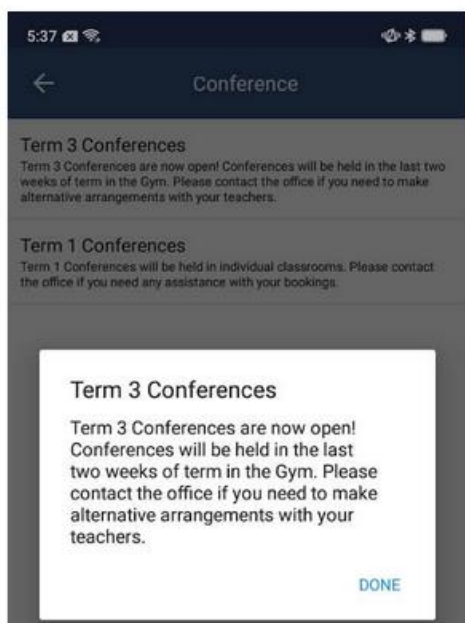 5:37
Conference
Term 3 Conferences
Term 3 Conferences are now open! Conferences will be held in the last two
weeks of term in the Gym. Please contact the office if you need to make
alternative arrangements with your teachers.
Term 1 Conferences
Term 1 Conferences will be held in individual classrooms. Please contact
the office if you need any assistance with your bookings.
Term 3 Conferences
Term 3 Conferences are now open!
Conferences will be held in the last
two weeks of term in the Gym. Please
contact the office if you need to make
alternative arrangements with your
teachers.
DONE